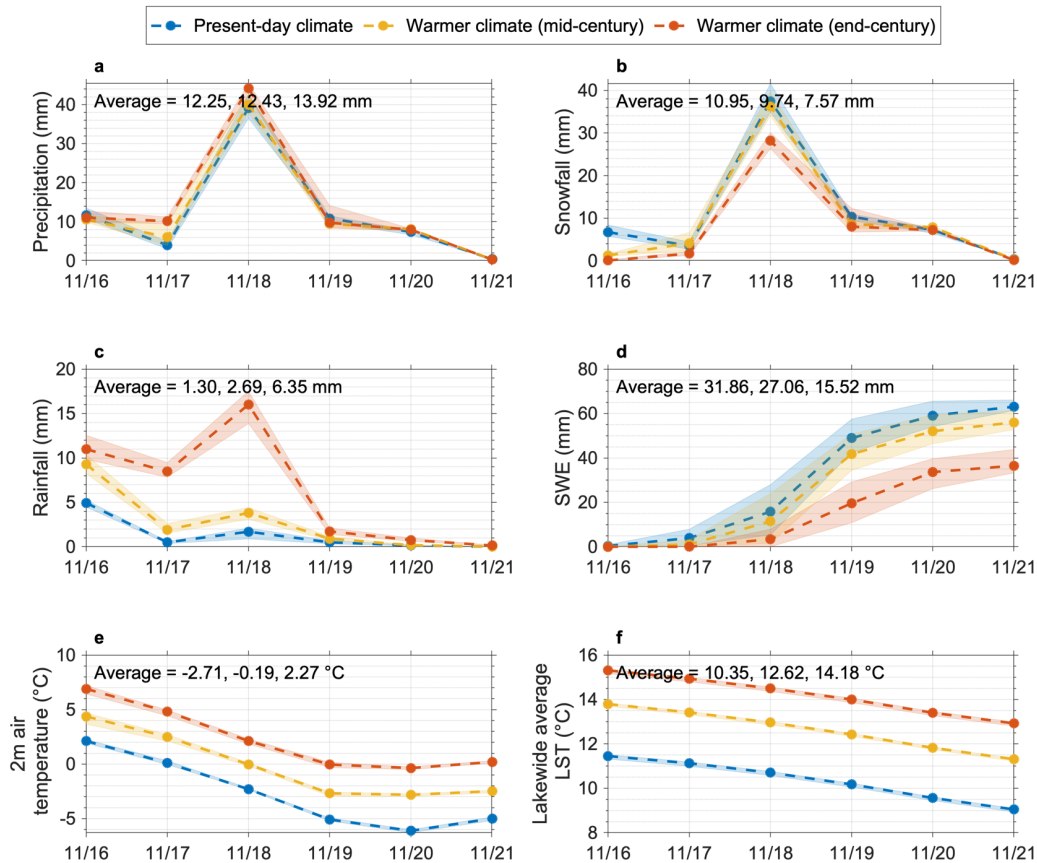 Present-day climate Warmer climate (mid-century) Warmer climate (end-century)
a
Average = 12.25, 12.43, 13.92 mm
Precipitation (mm)
40
30
20
10
0
11/16 11/17 11/18 11/19 11/20 11/21
b
Average = 10.95, 9.74, 7.57 mm
Snowfall (mm)
40
30
20
10
0
11/16 11/17 11/18 11/19 11/20 11/21
c
Average = 1.30, 2.69, 6.35 mm
Rainfall (mm)
20
15
10
5
0
11/16 11/17 11/18 11/19 11/20 11/21
d
Average = 31.86, 27.06, 15.52 mm
SWE (mm)
80
60
40
20
0
11/16 11/17 11/18 11/19 11/20 11/21
e
Average = -2.71, -0.19, 2.27 °C
2m air
temperature (°C)
10
5
0
-5
11/16 11/17 11/18 11/19 11/20 11/21
f
Average = 10.35, 12.62, 14.18 °C
Lakewide average
LST (°C)
16
14
12
10
8
11/16 11/17 11/18 11/19 11/20 11/21